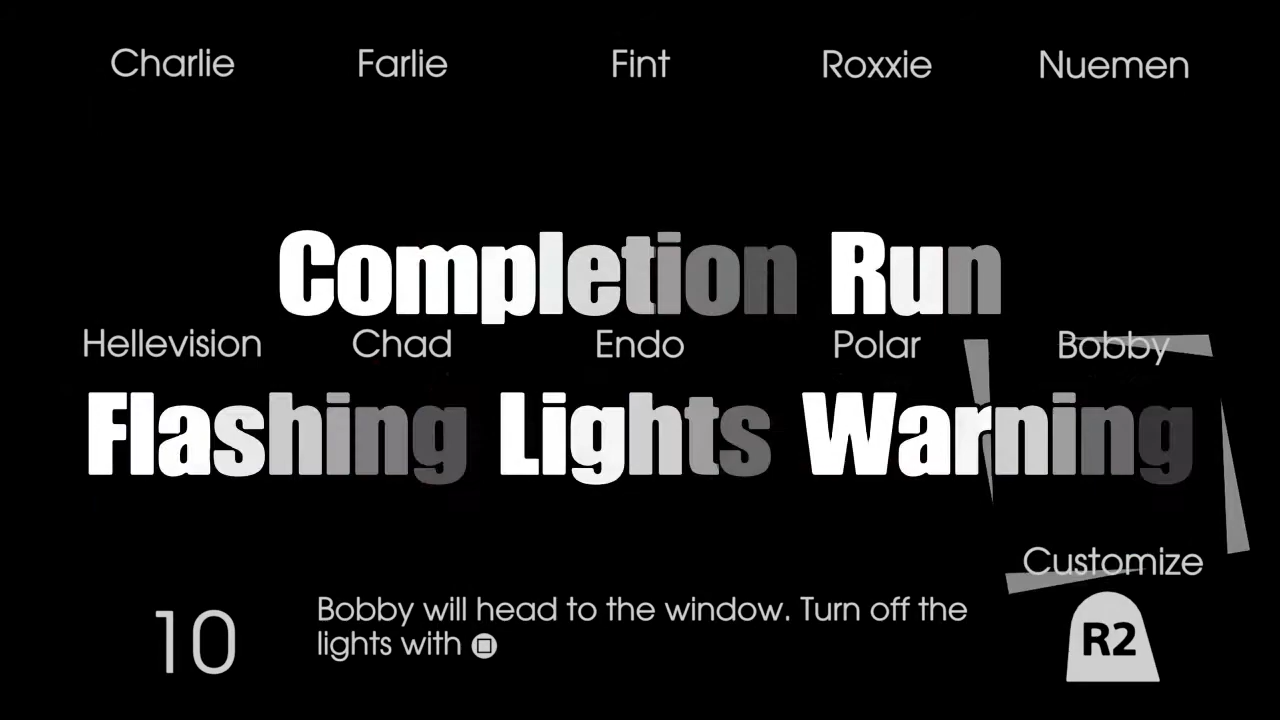 Charlie Farlie Fint Roxxie Nuemen
Completion Run
Hellevision Chad Endo Polar Bobby
Flashing Lights Warning
Customize
10
Bobby will head to the window. Turn off the
lights with
R2